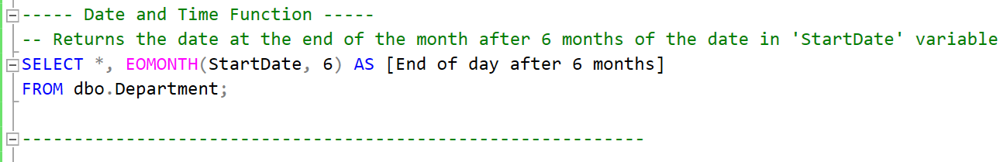 ----- Date and Time Function -----
-- Returns the date at the end of the month after 6 months of the date in 'StartDate' variable
SELECT *, EOMONTH(StartDate, 6) AS [End of day after 6 months]
FROM dbo.Department;
------------------------------------------------------------